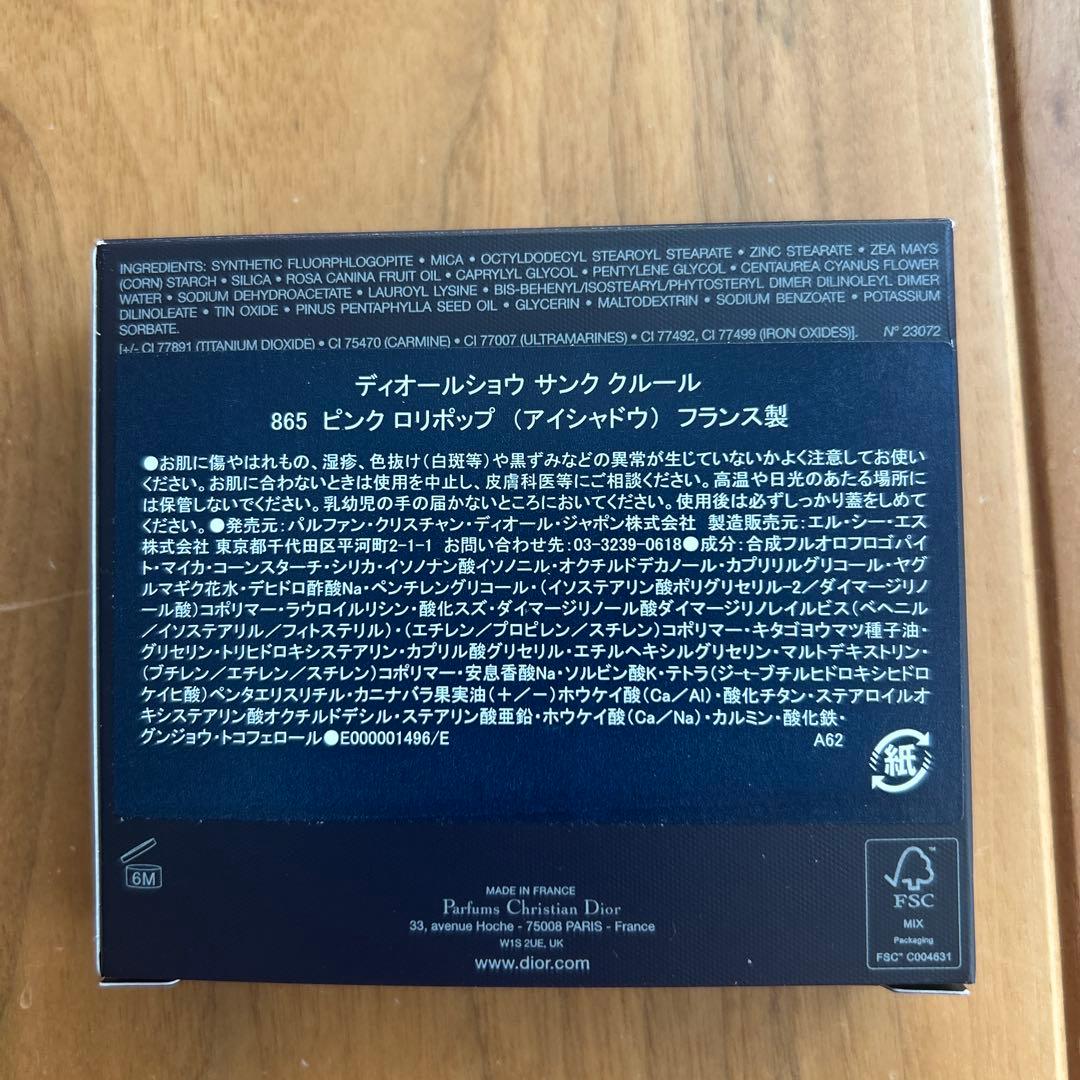 INGREDIENTS: SYNTHETIC FLUORPHLOGOPITE • MICA • OCTYLDODECYL STEAROYL STEARATE • ZINC STEARATE • ZEA MAYS
(CORN) STARCH • SILICA • ROSA CANINA FRUIT OIL • CAPRYLYL GLYCOL • PENTYLENE GLYCOL • CENTAUREA CYANUS FLOWER
WATER • SODIUM DEHYDROACETATE • LAUROYL LYSINE • BIS-BEHENYL/ISOSTEARYL/PHYTOSTERYL DIMER DILINOLEYL DIMER
DILINOLEATE • TIN OXIDE • PINUS PENTAPHYLLA SEED OIL • GLYCERIN • MALTODEXTRIN • SODIUM BENZOATE • POTASSIUM
SORBATE.
[+/- CI 77891 (TITANIUM DIOXIDE) • CI 75470 (CARMINE) • CI 77007 (ULTRAMARINES) • CI 77492, CI 77499 (IRON OXIDES)]. N° 23072
ディオールショウ サンク クルール
865 ピンク ロリポップ （アイシャドウ） フランス製
●お肌に傷やはれもの、湿疹、色抜け（白斑等）や黒ずみなどの異常が生じていないかよく注意してお使い
ください。お肌に合わないときは使用を中止し、皮膚科医等にご相談ください。高温や日光のあたる場所に
は保管しないでください。乳幼児の手の届かないところにおいてください。使用後は必ずしっかり蓋をしめて
ください。●発売元：パルファン・クリスチャン・ディオール・ジャポン株式会社 製造販売元：エル・シー・エス
株式会社 東京都千代田区平河町2-1-1 お問い合わせ先：03-3239-0618●成分：合成フルオロフロゴパイ
ト・マイカ・コーンスターチ・シリカ・イソノナン酸イソノニル・オクチルドデカノール・カプリリルグリコール・ヤグ
ルマギク花水・デヒドロ酢酸Na・ペンチレングリコール・（イソステアリン酸ポリグリセリル-2／ダイマージリノ
ール酸）コポリマー・ラウロイルリシン・酸化スズ・ダイマージリノール酸ダイマージリノレイルビス（ベヘニル
／イソステアリル／フィトステリル）・（エチレン／プロピレン／スチレン）コポリマー・キタゴヨウマツ種子油・
グリセリン・トリヒドロキシステアリン・カプリル酸グリセリル・エチルヘキシルグリセリン・マルトデキストリン・
（ブチレン／エチレン／スチレン）コポリマー・安息香酸Na・ソルビン酸K・テトラ（ジ-t-ブチルヒドロキシヒドロ
ケイヒ酸）ペンタエリスリチル・カニナバラ果実油（＋／－）ホウケイ酸（Ca／Al）・酸化チタン・ステアロイルオ
キシステアリン酸オクチルドデシル・ステアリン酸亜鉛・ホウケイ酸（Ca／Na）・カルミン・酸化鉄・
グンジョウ・トコフェロール●E000001496/E A62
紙
6M
MADE IN FRANCE
Parfums Christian Dior
33, avenue Hoche - 75008 PARIS - France
W1S 2UE, UK
www.dior.com
FSC™
MIX
Packaging
FSC® C004631